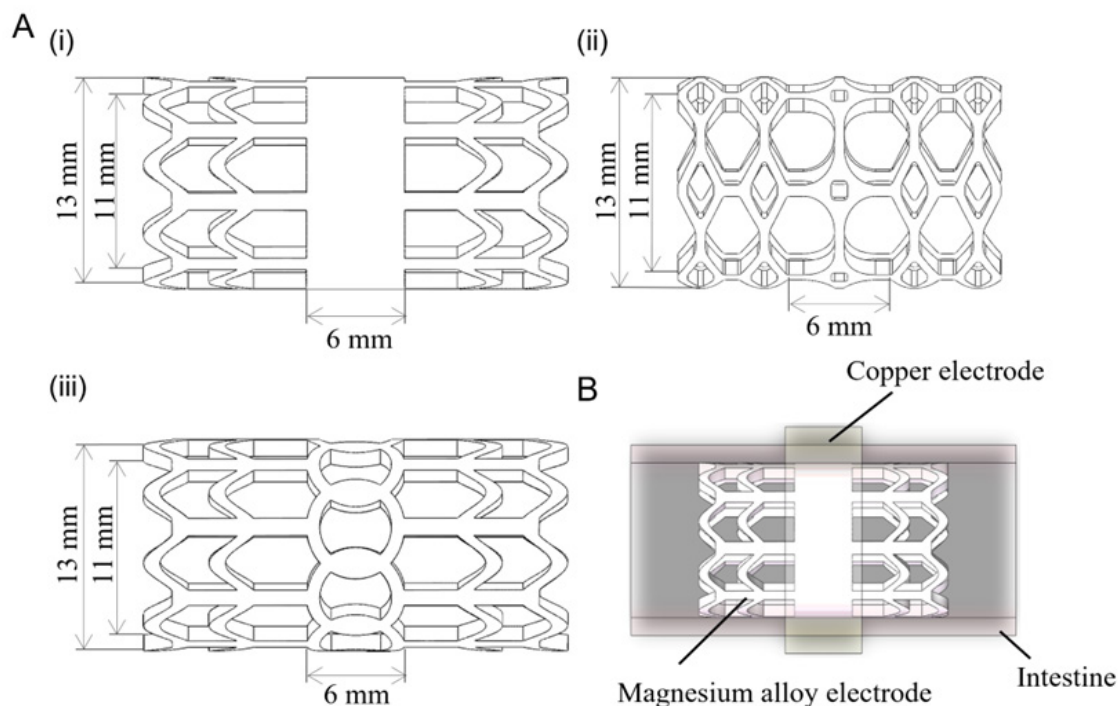 A
(i)
(ii)
13 mm
11 mm
6 mm
13 mm
11 mm
6 mm
(iii)
B
13 mm
11 mm
6 mm
Copper electrode
Magnesium alloy electrode
Intestine